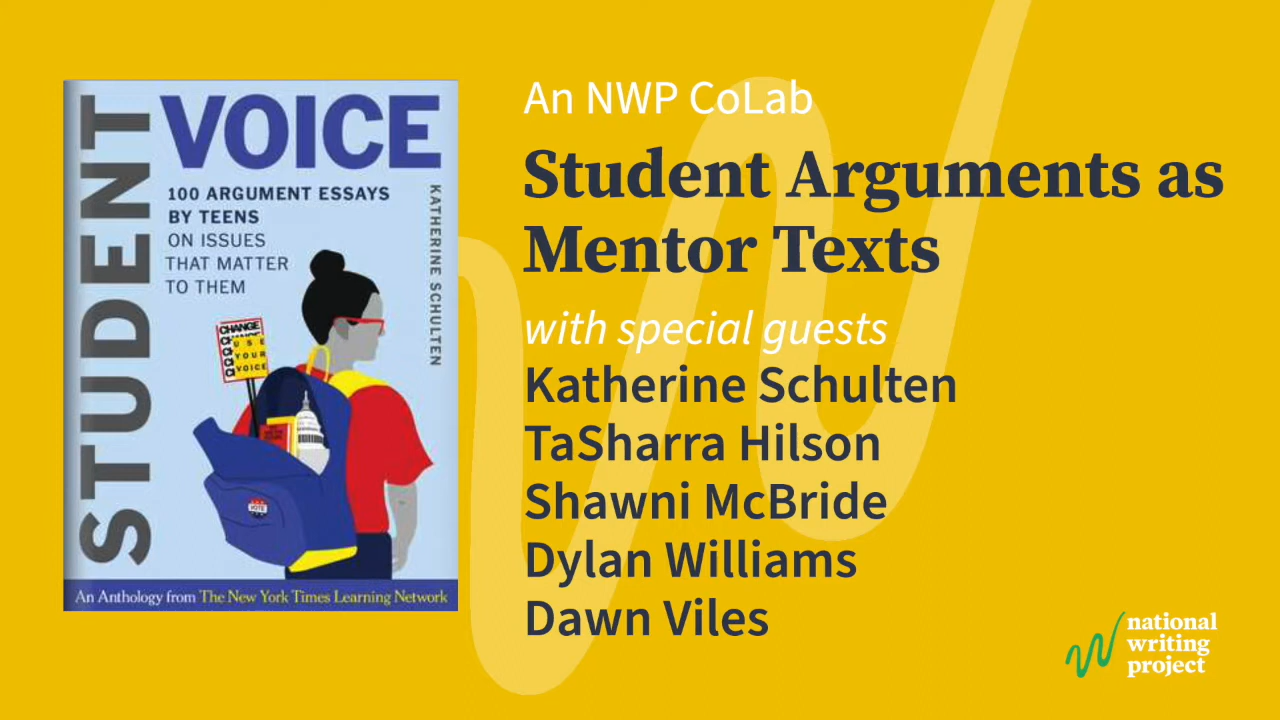 STUDENT
VOICE
100 ARGUMENT ESSAYS
BY TEENS
ON ISSUES
THAT MATTER
TO THEM
KATHERINE SCHULTEN
CHANGE
USE
YOUR
VOICE
VOTE
An Anthology from The New York Times Learning Network
An NWP CoLab
Student Arguments as
Mentor Texts
with special guests
Katherine Schulten
TaSharra Hilson
Shawni McBride
Dylan Williams
Dawn Viles
national
writing
project